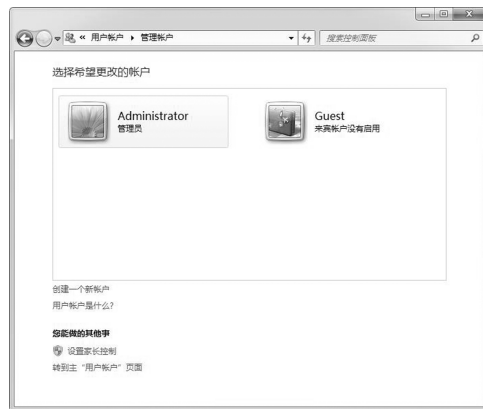 « 用户帐户 ▸ 管理帐户
搜索控制面板
选择希望更改的帐户
Administrator
管理员
Guest
来宾帐户没有启用
创建一个新帐户
用户帐户是什么?
您能做的其他事
设置家长控制
转到主“用户帐户”页面